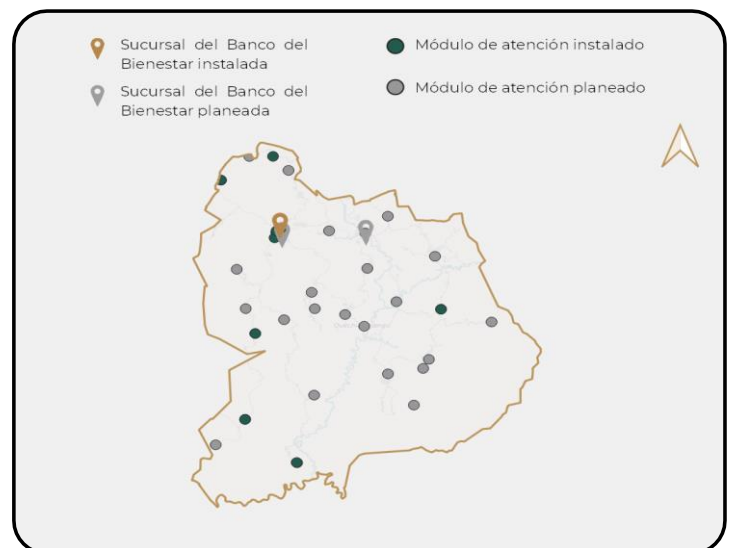 Sucursal del Banco del
Bienestar instalada
Sucursal del Banco del
Bienestar planeada
Módulo de atención instalado
Módulo de atención planeado